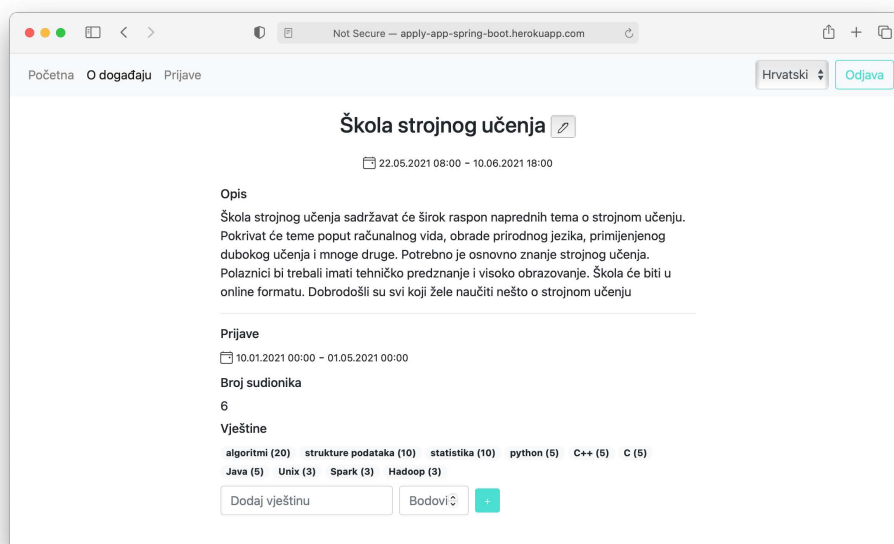 Not Secure — apply-app-spring-boot.herokuapp.com
Početna O događaju Prijave Hrvatski Odjava
Škola strojnog učenja
22.05.2021 08:00 - 10.06.2021 18:00
Opis
Škola strojnog učenja sadržavat će širok raspon naprednih tema o strojnom učenju.
Pokrivat će teme poput računalnog vida, obrade prirodnog jezika, primijenjenog
dubokog učenja i mnoge druge. Potrebno je osnovno znanje strojnog učenja.
Polaznici bi trebali imati tehničko predznanje i visoko obrazovanje. Škola će biti u
online formatu. Dobrodošli su svi koji žele naučiti nešto o strojnom učenju
Prijave
10.01.2021 00:00 - 01.05.2021 00:00
Broj sudionika
6
Vještine
algoritmi (20) strukture podataka (10) statistika (10) python (5) C++ (5) C (5)
Java (5) Unix (3) Spark (3) Hadoop (3)
Dodaj vještinu Bodovi +